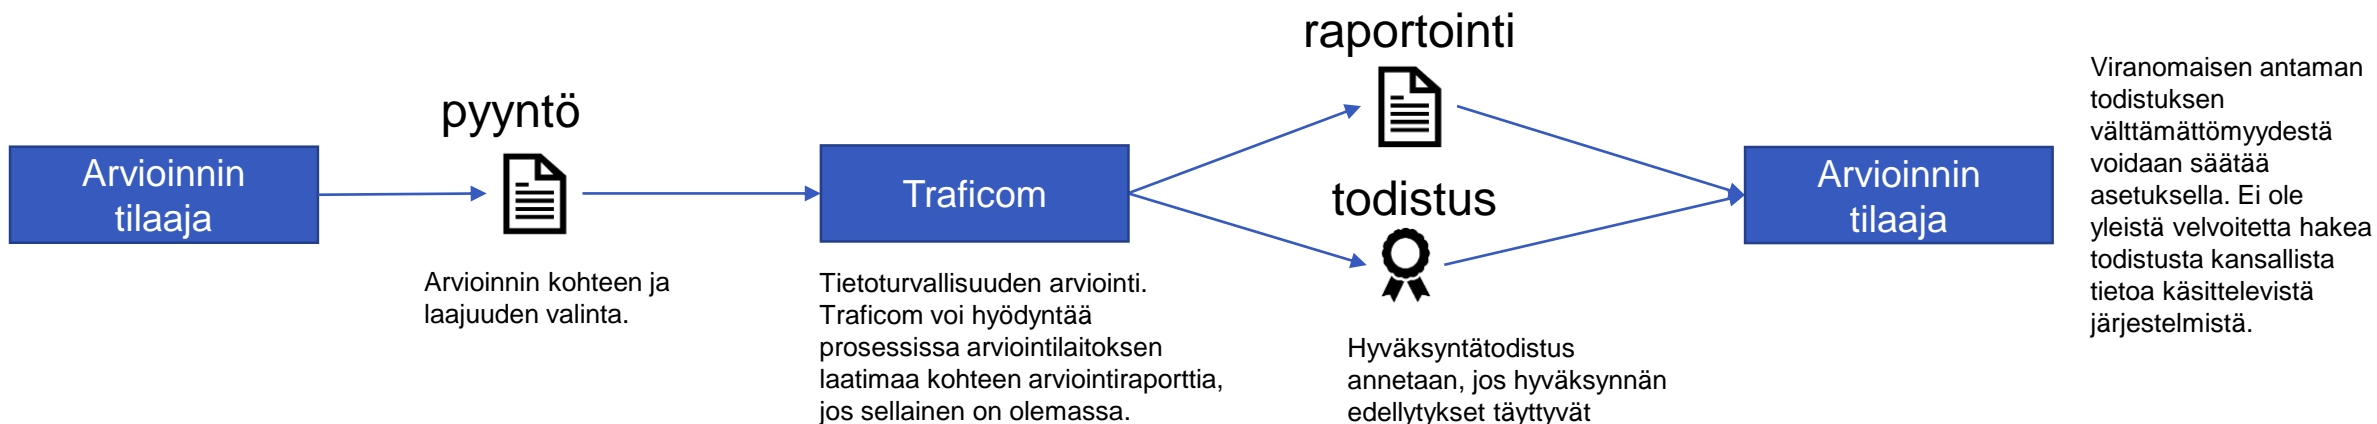 Arvioinnin
tilaaja
pyyntö
Arvioinnin kohteen ja
laajuuden valinta.
Traficom
Tietoturvallisuuden arviointi.
Traficom voi hyödyntää
prosessissa arviointilaitoksen
laatimaa kohteen arviointiraporttia,
jos sellainen on olemassa.
raportointi
todistus
Hyväksyntätodistus
annetaan, jos hyväksynnän
edellytykset täyttyvät
Arvioinnin
tilaaja
Viranomaisen antaman
todistuksen
välttämättömyydestä
voidaan säätää
asetuksella. Ei ole
yleistä velvoitetta hakea
todistusta kansallista
tietoa käsittelevistä
järjestelmistä.